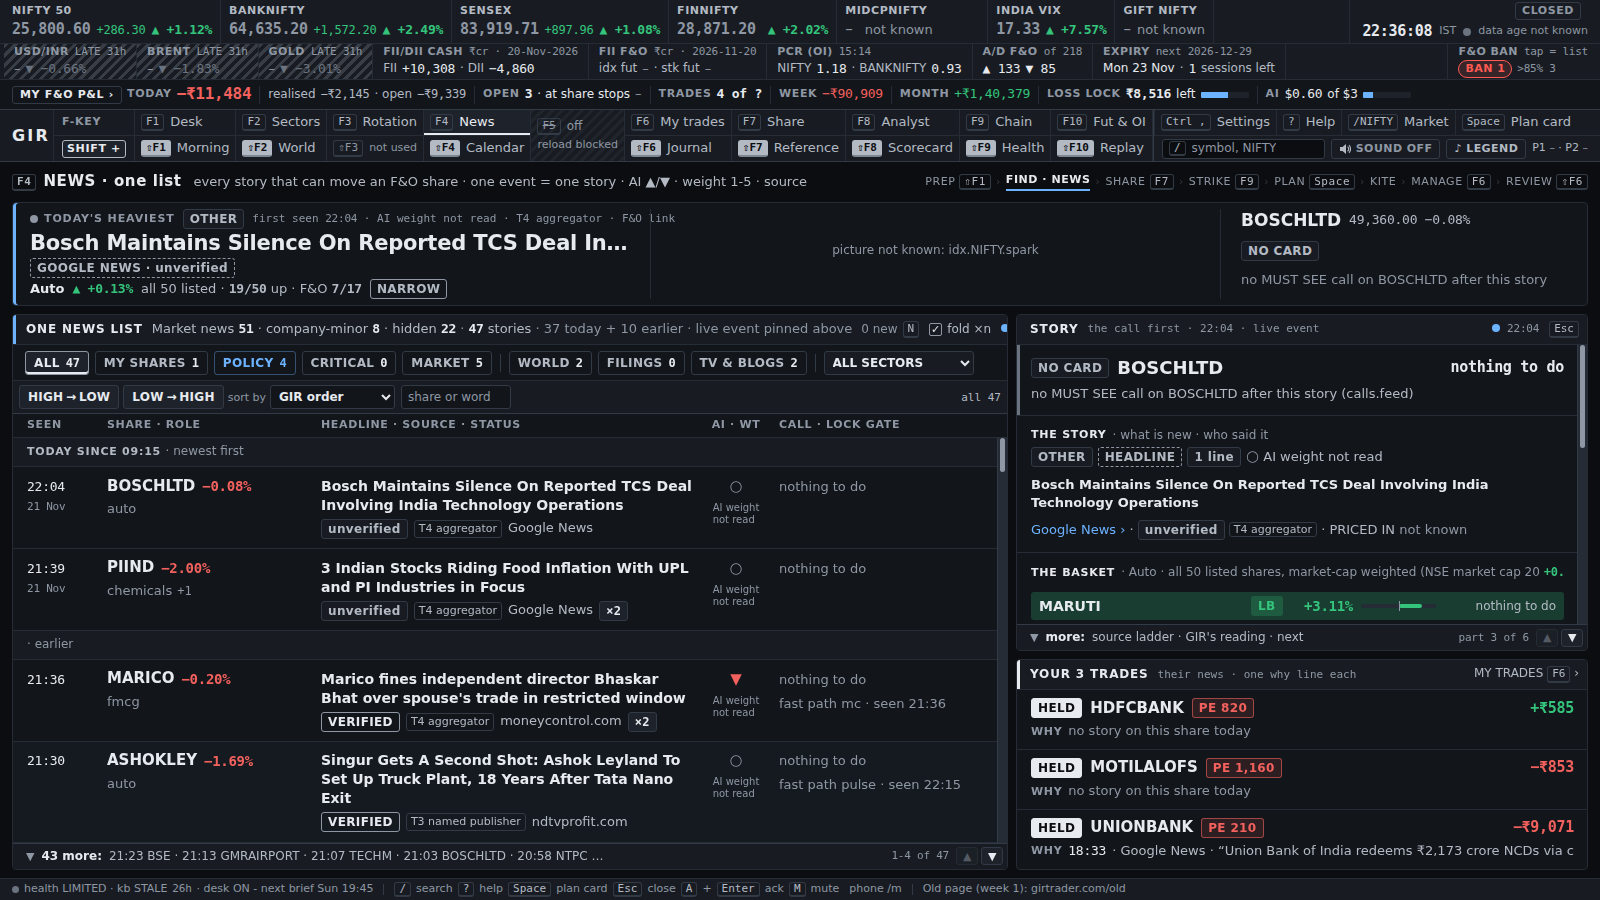 NIFTY 50 BANKNIFTY SENSEX FINNIFTY MIDCPNIFTY INDIA VIX GIFT NIFTY CLOSED
25,800.60 +286.30 ▲ +1.12% 64,635.20 +1,572.20 ▲ +2.49% 83,919.71 +897.96 ▲ +1.08% 28,871.20 ▲ +2.02% – not known 17.33 ▲ +7.57% – not known 22:36:08 IST ● data age not known
USD/INR LATE 31h BRENT LATE 31h GOLD LATE 31h FII/DII CASH ₹cr · 20-Nov-2026 FII F&O ₹cr · 2026-11-20 PCR (OI) 15:14 A/D F&O of 218 EXPIRY next 2026-12-29 F&O BAN tap = list
– ▼ −0.66% – ▼ −1.83% – ▼ −3.01% FII +10,308 · DII −4,860 idx fut – · stk fut – NIFTY 1.18 · BANKNIFTY 0.93 ▲ 133 ▼ 85 Mon 23 Nov · 1 sessions left BAN 1 >85% 3
MY F&O P&L › TODAY −₹11,484 realised −₹2,145 · open −₹9,339 OPEN 3 · at share stops – TRADES 4 of ? WEEK −₹90,909 MONTH +₹1,40,379 LOSS LOCK ₹8,516 left AI $0.60 of $3
GIR F-KEY F1 Desk F2 Sectors F3 Rotation F4 News F5 off F6 My trades F7 Share F8 Analyst F9 Chain F10 Fut & OI Ctrl , Settings ? Help /NIFTY Market Space Plan card
SHIFT + ⇧F1 Morning ⇧F2 World ⇧F3 not used ⇧F4 Calendar reload blocked ⇧F6 Journal ⇧F7 Reference ⇧F8 Scorecard ⇧F9 Health ⇧F10 Replay / symbol, NIFTY SOUND OFF ♪ LEGEND P1 – · P2 –
F4 NEWS · one list every story that can move an F&O share · one event = one story · AI ▲/▼ · weight 1-5 · source PREP ⇧F1 › FIND · NEWS › SHARE F7 › STRIKE F9 › PLAN Space › KITE › MANAGE F6 › REVIEW ⇧F6
● TODAY'S HEAVIEST OTHER first seen 22:04 · AI weight not read · T4 aggregator · F&O link
Bosch Maintains Silence On Reported TCS Deal In…
GOOGLE NEWS · unverified
Auto ▲ +0.13% all 50 listed · 19/50 up · F&O 7/17 NARROW
picture not known: idx.NIFTY.spark
BOSCHLTD 49,360.00 −0.08%
NO CARD
no MUST SEE call on BOSCHLTD after this story
ONE NEWS LIST Market news 51 · company-minor 8 · hidden 22 · 47 stories · 37 today + 10 earlier · live event pinned above 0 new N fold ×n
ALL 47 MY SHARES 1 POLICY 4 CRITICAL 0 MARKET 5 WORLD 2 FILINGS 0 TV & BLOGS 2 ALL SECTORS
HIGH → LOW LOW → HIGH sort by GIR order share or word all 47
SEEN SHARE · ROLE HEADLINE · SOURCE · STATUS AI · WT CALL · LOCK GATE
TODAY SINCE 09:15 · newest first
22:04 BOSCHLTD −0.08% Bosch Maintains Silence On Reported TCS Deal ○ nothing to do
21 Nov auto Involving India Technology Operations AI weight not read
unverified T4 aggregator Google News
21:39 PIIND −2.00% 3 Indian Stocks Riding Food Inflation With UPL ○ nothing to do
21 Nov chemicals +1 and PI Industries in Focus AI weight not read
unverified T4 aggregator Google News ×2
· earlier
21:36 MARICO −0.20% Marico fines independent director Bhaskar ▼ nothing to do
fmcg Bhat over spouse's trade in restricted window AI weight not read fast path mc · seen 21:36
VERIFIED T4 aggregator moneycontrol.com ×2
21:30 ASHOKLEY −1.69% Singur Gets A Second Shot: Ashok Leyland To ○ nothing to do
auto Set Up Truck Plant, 18 Years After Tata Nano AI weight not read fast path pulse · seen 22:15
Exit
VERIFIED T3 named publisher ndtvprofit.com
▼ 43 more: 21:23 BSE · 21:13 GMRAIRPORT · 21:07 TECHM · 21:03 BOSCHLTD · 20:58 NTPC … 1-4 of 47 ▲ ▼
STORY the call first · 22:04 · live event ● 22:04 Esc
NO CARD BOSCHLTD nothing to do
no MUST SEE call on BOSCHLTD after this story (calls.feed)
THE STORY · what is new · who said it
OTHER HEADLINE 1 line ○ AI weight not read
Bosch Maintains Silence On Reported TCS Deal Involving India
Technology Operations
Google News › · unverified T4 aggregator · PRICED IN not known
THE BASKET · Auto · all 50 listed shares, market-cap weighted (NSE market cap 20 +0.
MARUTI LB +3.11% nothing to do
▼ more: source ladder · GIR's reading · next part 3 of 6 ▲ ▼
YOUR 3 TRADES their news · one why line each MY TRADES F6 ›
HELD HDFCBANK PE 820 +₹585
WHY no story on this share today
HELD MOTILALOFS PE 1,160 −₹853
WHY no story on this share today
HELD UNIONBANK PE 210 −₹9,071
WHY 18:33 · Google News · “Union Bank of India redeems ₹2,173 crore NCDs via c
● health LIMITED · kb STALE 26h · desk ON - next brief Sun 19:45 / search ? help Space plan card Esc close A + Enter ack M mute phone /m Old page (week 1): girtrader.com/old